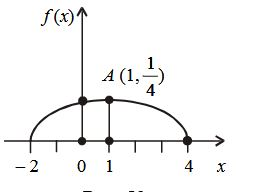 f(x)
A (1, 1/4)
–2 0 1 4 x